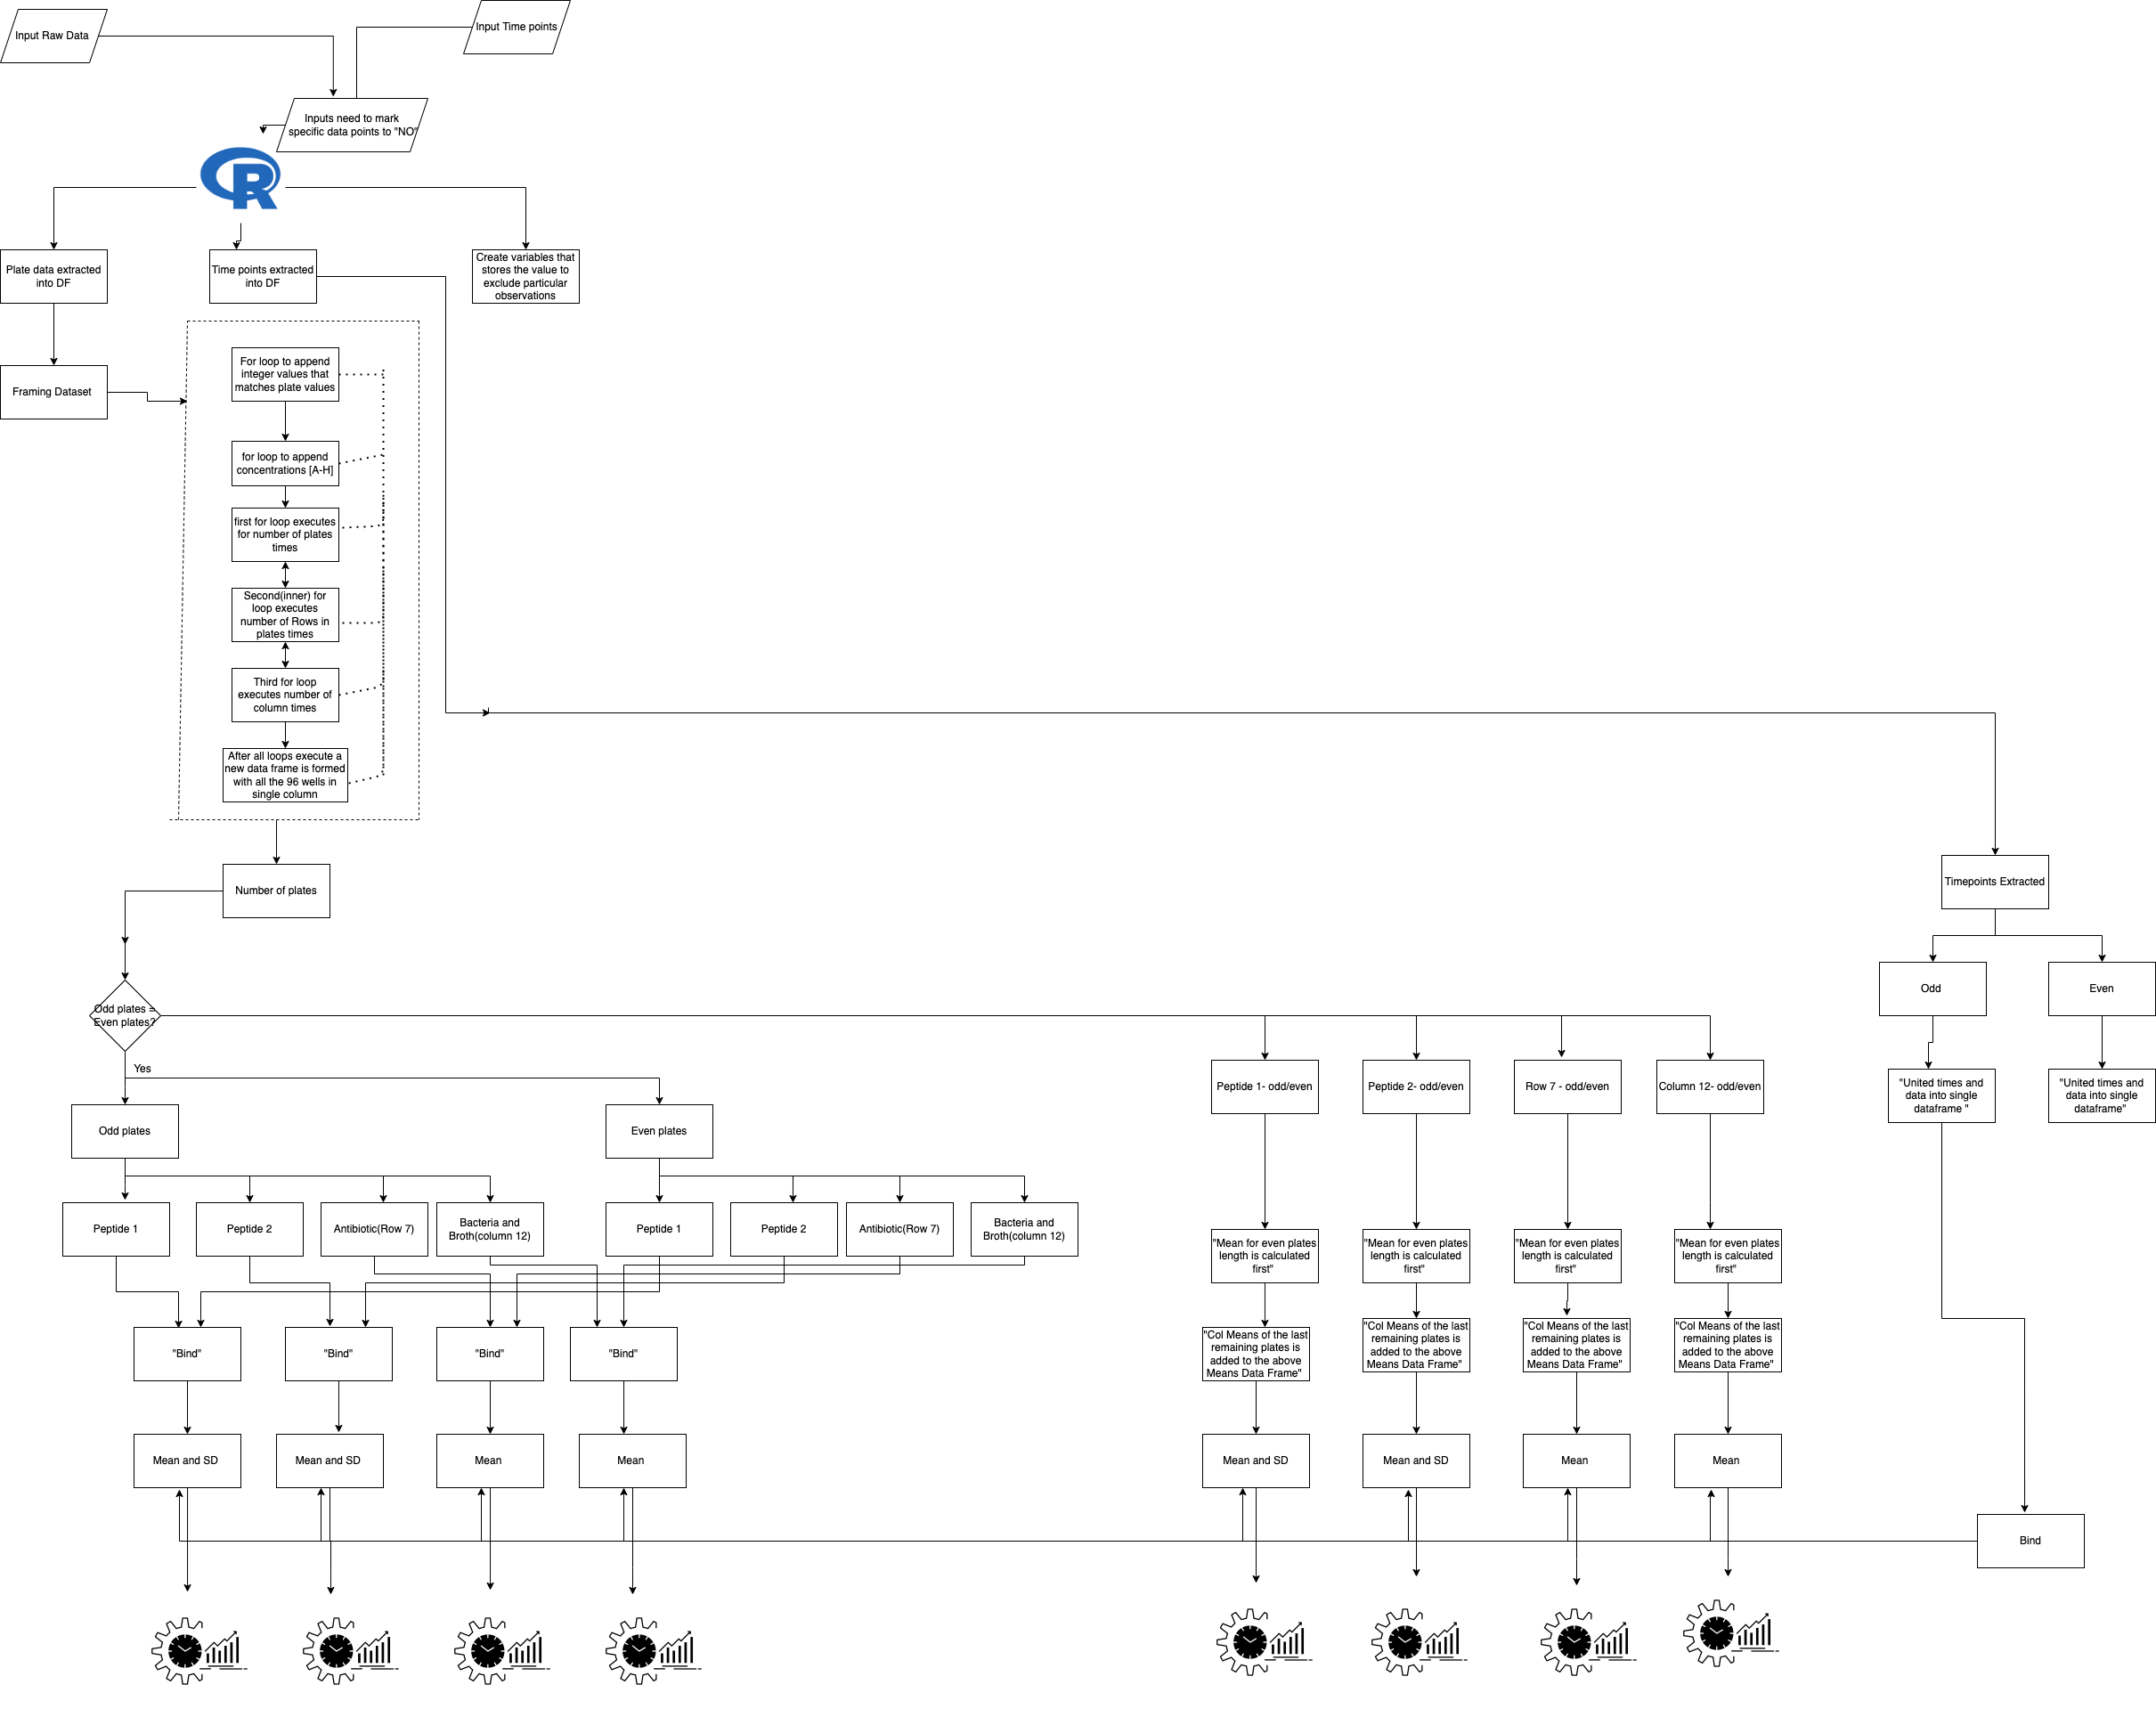 Input Raw Data
Input Time points
Inputs need to mark
specific data points to "NO"
R
Plate data extracted
into DF
Time points extracted
into DF
Create variables that
stores the value to
exclude particular
observations
Framing Dataset
For loop to append
integer values that
matches plate values
for loop to append
concentrations [A-H]
first for loop executes
for number of plates
times
Second(inner) for
loop executes
number of Rows in
plates times
Third for loop
executes number of
column times
After all loops execute a
new data frame is formed
with all the 96 wells in
single column
Number of plates
Timepoints Extracted
Odd
Even
Odd plates =
Even plates?
Yes
Peptide 1- odd/even
Peptide 2- odd/even
Row 7 - odd/even
Column 12- odd/even
"United times and
data into single
dataframe "
"United times and
data into single
dataframe"
Odd plates
Even plates
Peptide 1
Peptide 2
Antibiotic(Row 7)
Bacteria and
Broth(column 12)
Peptide 1
Peptide 2
Antibiotic(Row 7)
Bacteria and
Broth(column 12)
"Mean for even plates
length is calculated
first"
"Mean for even plates
length is calculated
first"
"Mean for even plates
length is calculated
first"
"Mean for even plates
length is calculated
first"
"Bind"
"Bind"
"Bind"
"Bind"
"Col Means of the last
remaining plates is
added to the above
Means Data Frame"
"Col Means of the last
remaining plates is
added to the above
Means Data Frame"
"Col Means of the last
remaining plates is
added to the above
Means Data Frame"
"Col Means of the last
remaining plates is
added to the above
Means Data Frame"
Mean and SD
Mean and SD
Mean
Mean
Mean and SD
Mean and SD
Mean
Mean
Bind